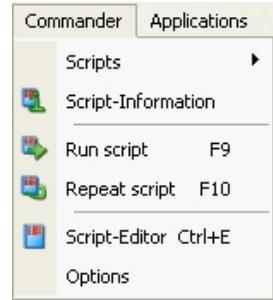 Commander Applications
Scripts
Script-Information
Run script F9
Repeat script F10
Script-Editor Ctrl+E
Options